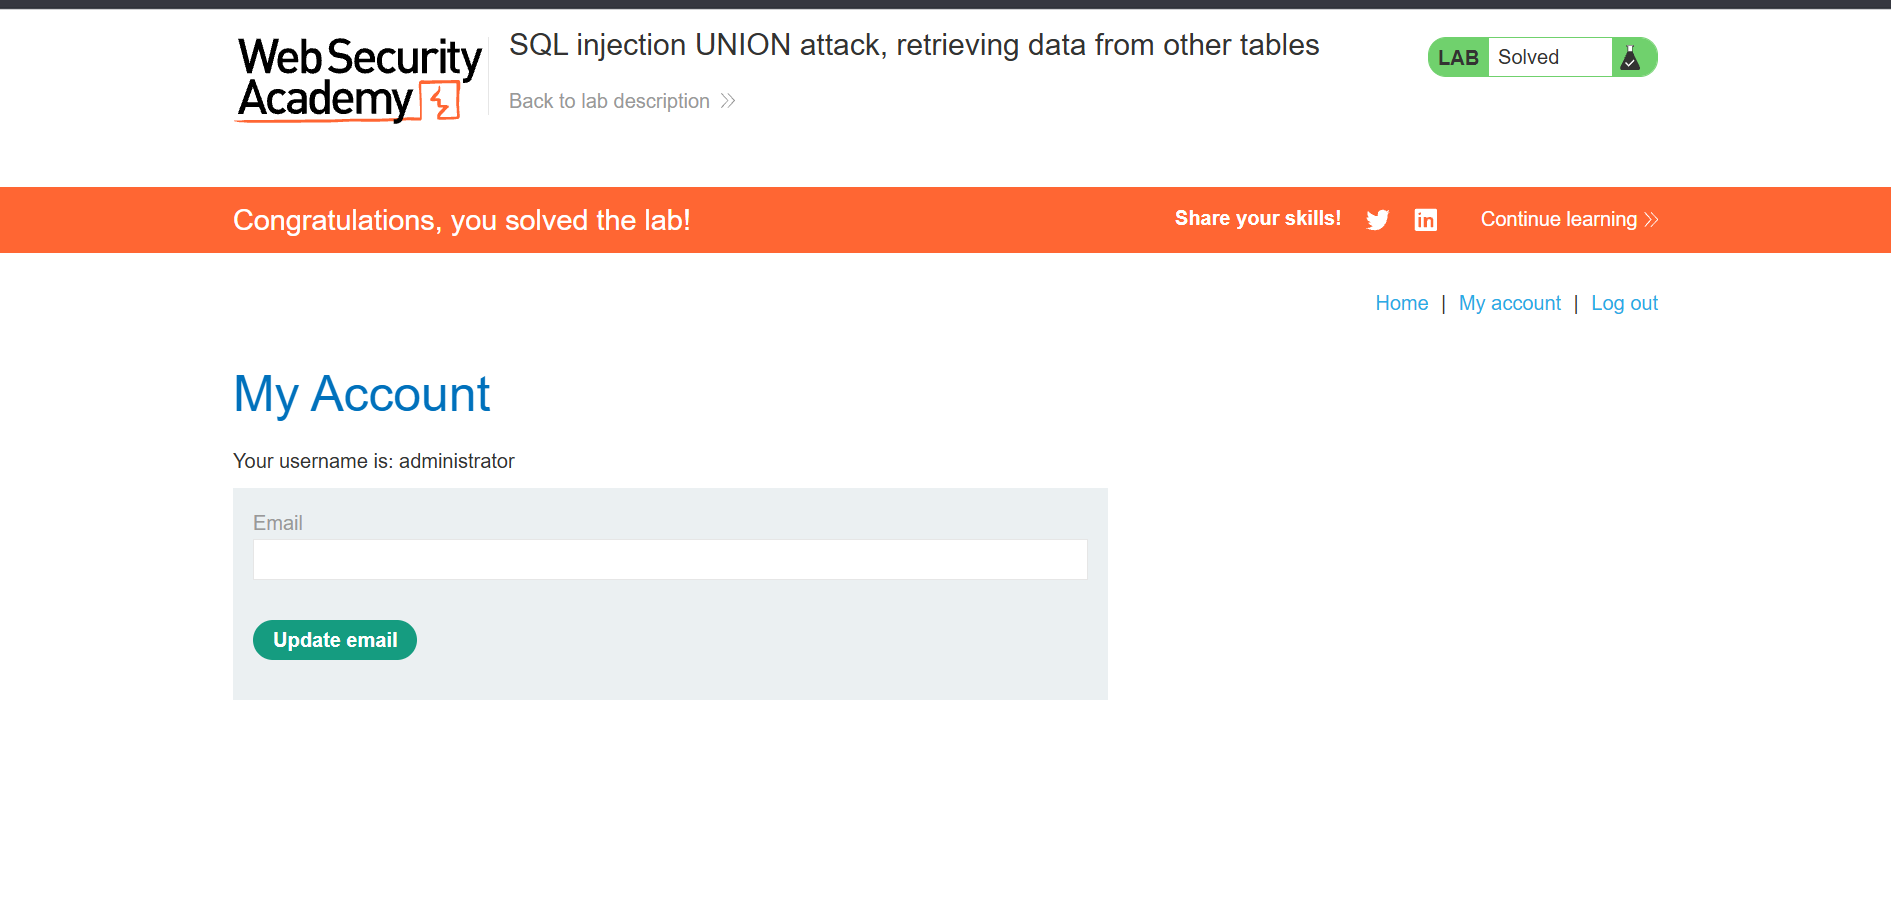 Web Security
Academy
SQL injection UNION attack, retrieving data from other tables
Back to lab description
LAB Solved
Congratulations, you solved the lab!
Share your skills!
Continue learning
Home | My account | Log out
My Account
Your username is: administrator
Email
Update email